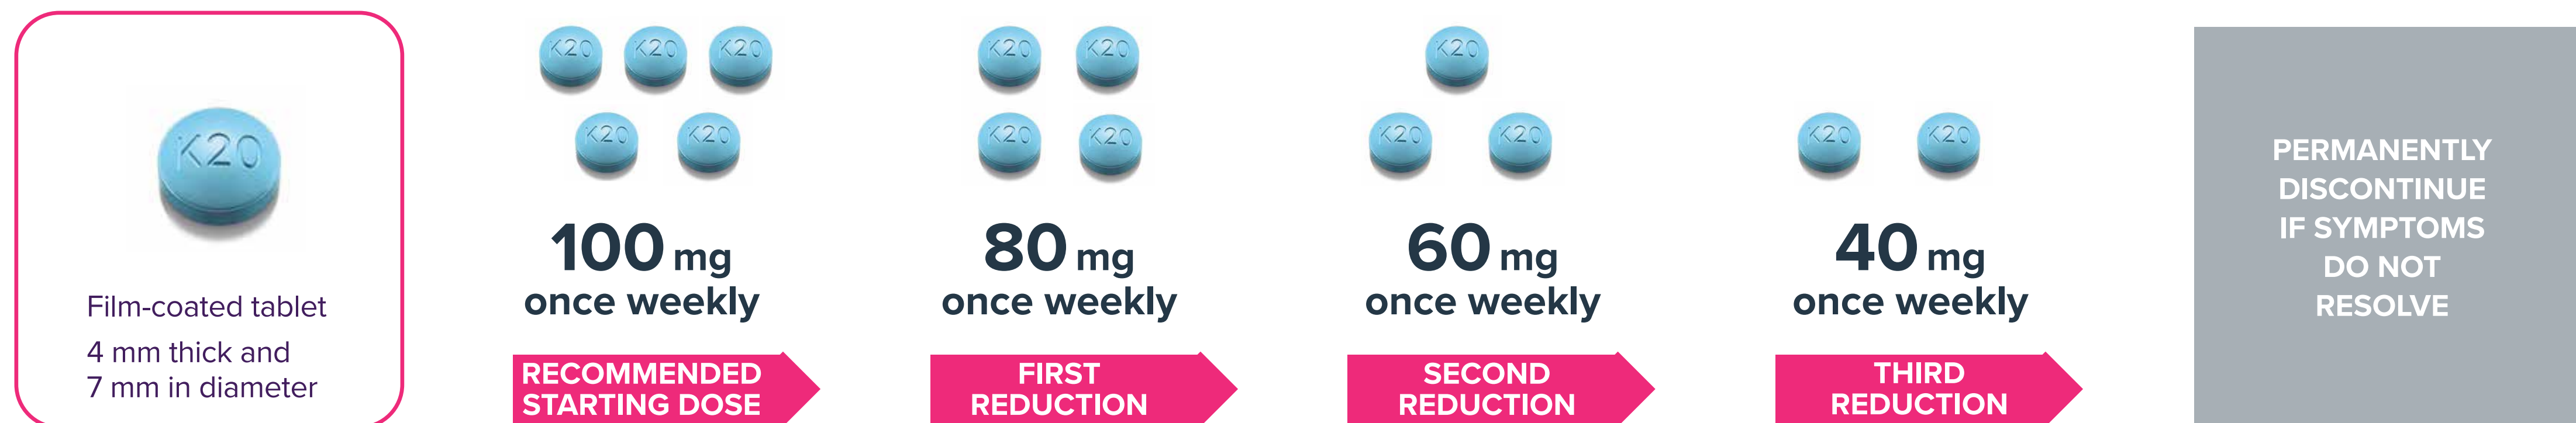 K20
Film-coated tablet
4 mm thick and
7 mm in diameter
K20 K20 K20
K20 K20
100 mg
once weekly
RECOMMENDED
STARTING DOSE
K20 K20
K20 K20
80 mg
once weekly
FIRST
REDUCTION
K20
K20 K20
60 mg
once weekly
SECOND
REDUCTION
K20 K20
40 mg
once weekly
THIRD
REDUCTION
PERMANENTLY
DISCONTINUE
IF SYMPTOMS
DO NOT
RESOLVE